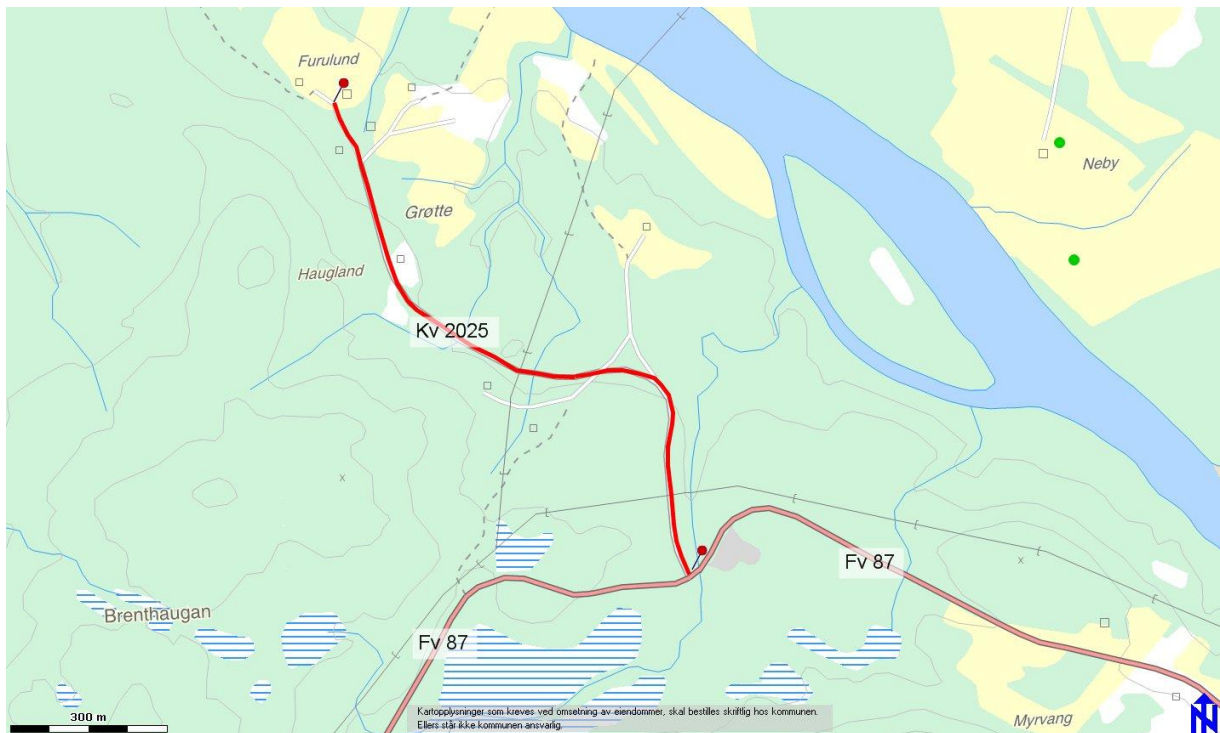 Furulund
Neby
Grøtte
Haugland
Kv 2025
Fv 87
Brenthaugan
Fv 87
300 m
Kartopplysninger som kreves ved omsetning av eiendommer, skal bestilles skriftlig hos kommunen.
Ellers står ikke kommunen ansvarlig.
Myrvang
N